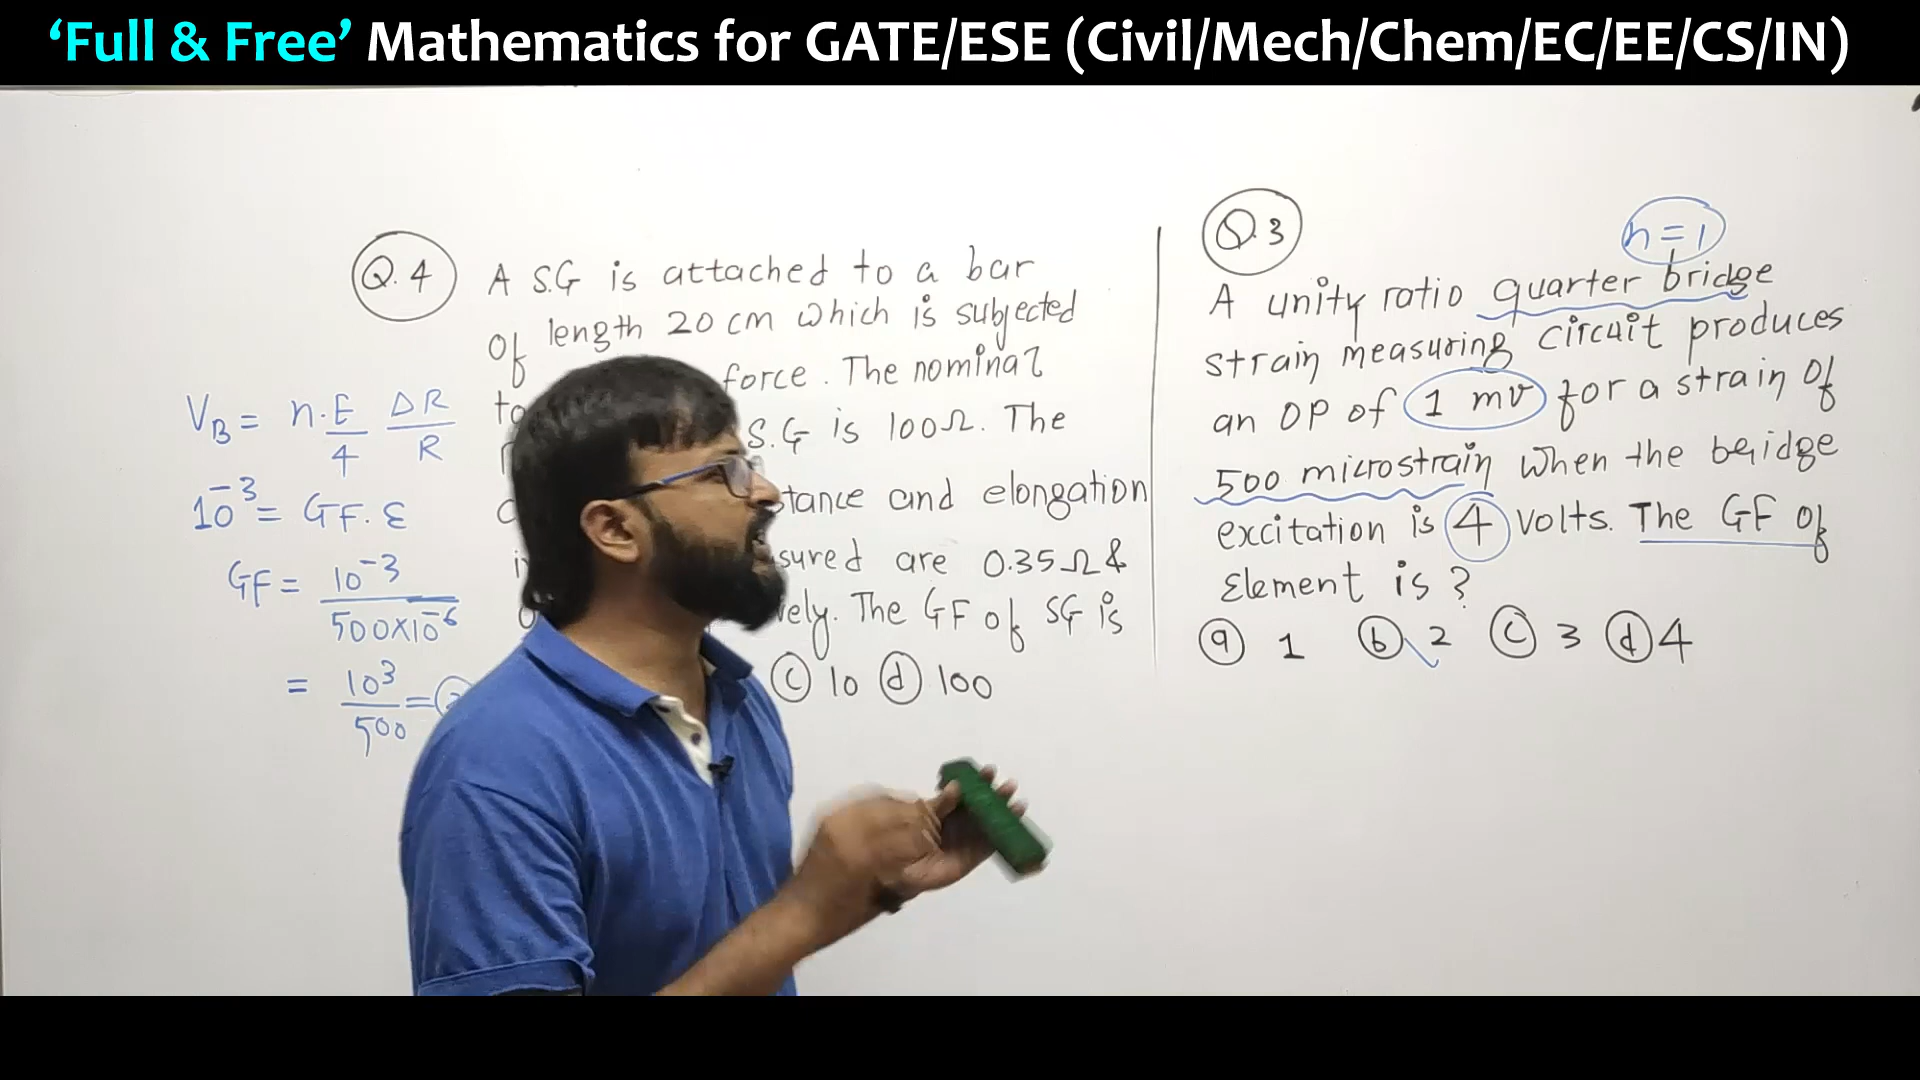 ‘Full & Free’ Mathematics for GATE/ESE (Civil/Mech/Chem/EC/EE/CS/IN)
Q.4 A S.G is attached to a bar
of length 20 cm which is subjected
to force. The nominal
S.G is 100Ω. The
stance and elongation
sured are 0.35Ω &
vely. The GF of SG is
c 10 d 100
V_B = n.E/4 ΔR/R
10^-3 = GF. ε
GF = 10^-3/500×10^-6
= 10^3/500 =
Q.3
n=1
A unity ratio quarter bridge
strain measuring circuit produces
an OP of 1 mv for a strain of
500 microstrain when the bridge
excitation is 4 volts. The GF of
Element is ?
a 1 b 2 c 3 d 4